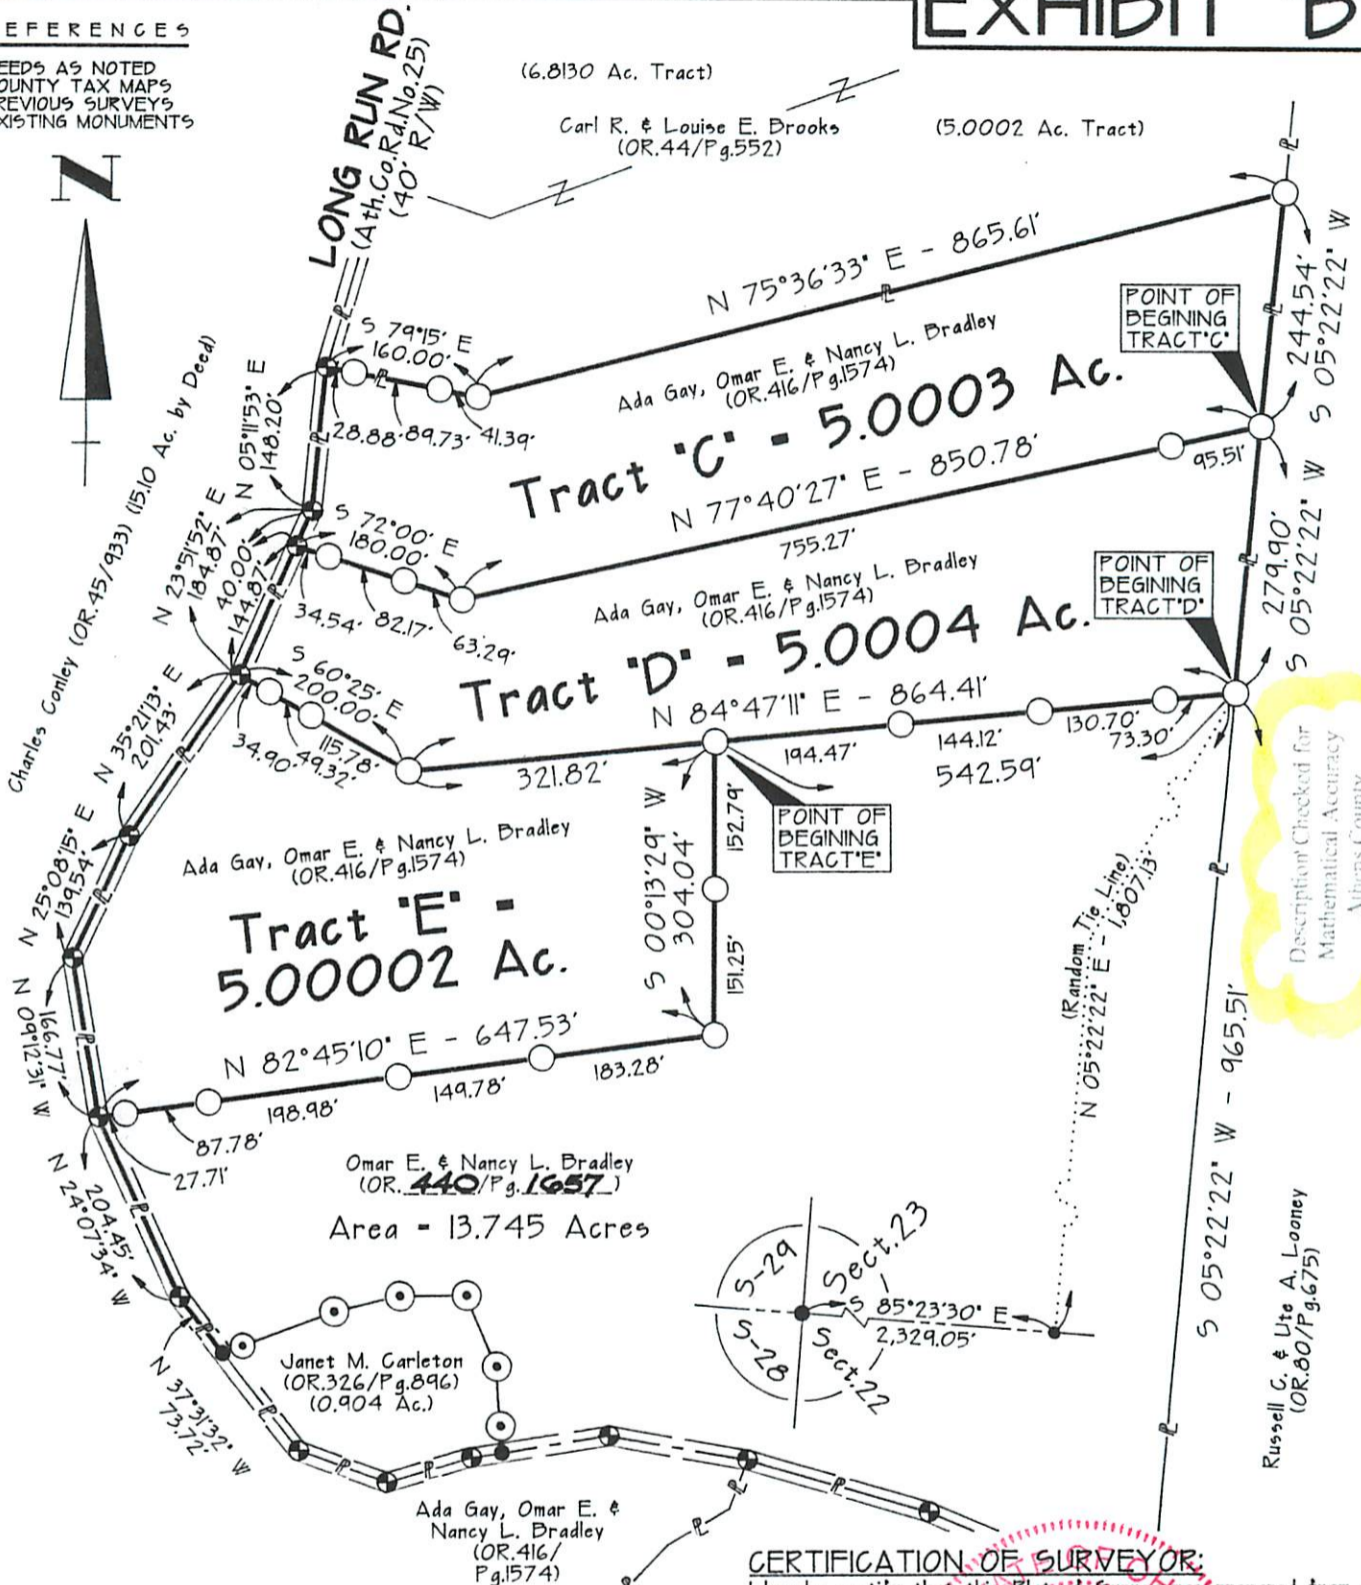 EXHIBIT B
EFERENCES
EEDS AS NOTED
OUNTY TAX MAPS
REVIOUS SURVEYS
XISTING MONUMENTS
N
LONG RUN RD.
(Ath.Co.Rd.No.25)
(40' R/W)
(6.8130 Ac. Tract)
Carl R. & Louise E. Brooks
(OR.44/Pg.552)
(5.0002 Ac. Tract)
N 75°36'33" E - 865.61'
244.54'
S 05°22'22" W
POINT OF
BEGINING
TRACT"C"
S 79°15' E
160.00'
28.88'
89.73'
41.39'
Ada Gay, Omar E. & Nancy L. Bradley
(OR.416/Pg.1574)
Tract "C" - 5.0003 Ac.
N 05°11'53" E
148.20'
Charles Conley (OR.45/933) (15.10 Ac. by Deed)
N 77°40'27" E - 850.78'
755.27'
95.51'
S 72°00' E
180.00'
34.54'
82.17'
63.29'
N 23°51'52" E
184.87'
40.00'
144.87'
279.90'
S 05°22'22" W
POINT OF
BEGINING
TRACT"D"
Ada Gay, Omar E. & Nancy L. Bradley
(OR.416/Pg.1574)
Tract "D" - 5.0004 Ac.
N 84°47'11" E - 864.41'
S 60°25' E
200.00'
34.90'
49.32'
115.78'
321.82'
194.47'
144.12'
130.70'
73.30'
542.59'
N 35°21'13" E
201.43'
POINT OF
BEGINING
TRACT"E"
S 00°13'29" W
304.04'
152.79'
151.25'
Description Checked for
Mathematical Accuracy
Athens County
Ada Gay, Omar E. & Nancy L. Bradley
(OR.416/Pg.1574)
Tract "E" -
5.00002 Ac.
N 25°08'15" E
139.54'
N 09°12'31" W
166.77'
N 82°45'10" E - 647.53'
27.71'
87.78'
198.98'
149.78'
183.28'
(Random Tie Line)
N 05°22'22" E - 1,807.13'
S 05°22'22" W - 965.51'
Russell C. & Ute A. Looney
(OR.80/Pg.675)
Omar E. & Nancy L. Bradley
(OR. 440/Pg. 1657)
Area = 13.745 Acres
N 24°07'34" W
204.45'
N 37°31'32" W
73.72'
S-29
Sect.23
S-28
Sect.22
S 85°23'30" E
2,329.05'
Janet M. Carleton
(OR.326/Pg.896)
(0.904 Ac.)
Ada Gay, Omar E. &
Nancy L. Bradley
(OR.416/
Pg.1574)
CERTIFICATION OF SURVEYOR: